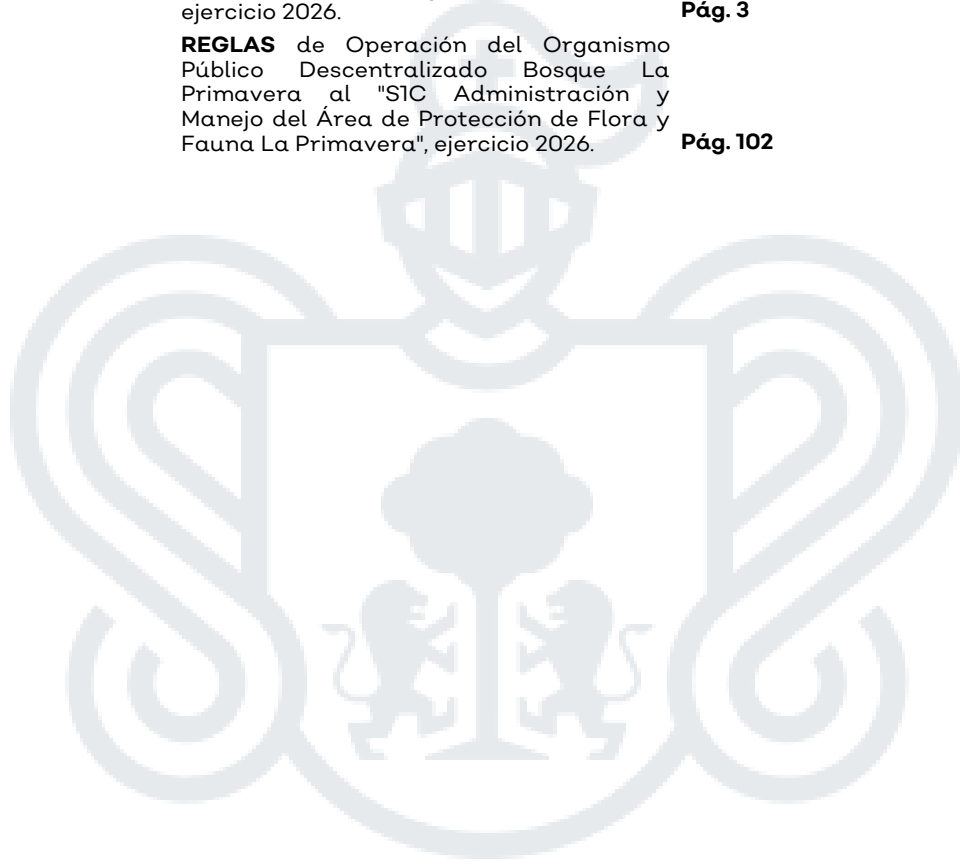 ejercicio 2026. Pág. 3
REGLAS de Operación del Organismo
Público Descentralizado Bosque La
Primavera al "S1C Administración y
Manejo del Área de Protección de Flora y
Fauna La Primavera", ejercicio 2026. Pág. 102